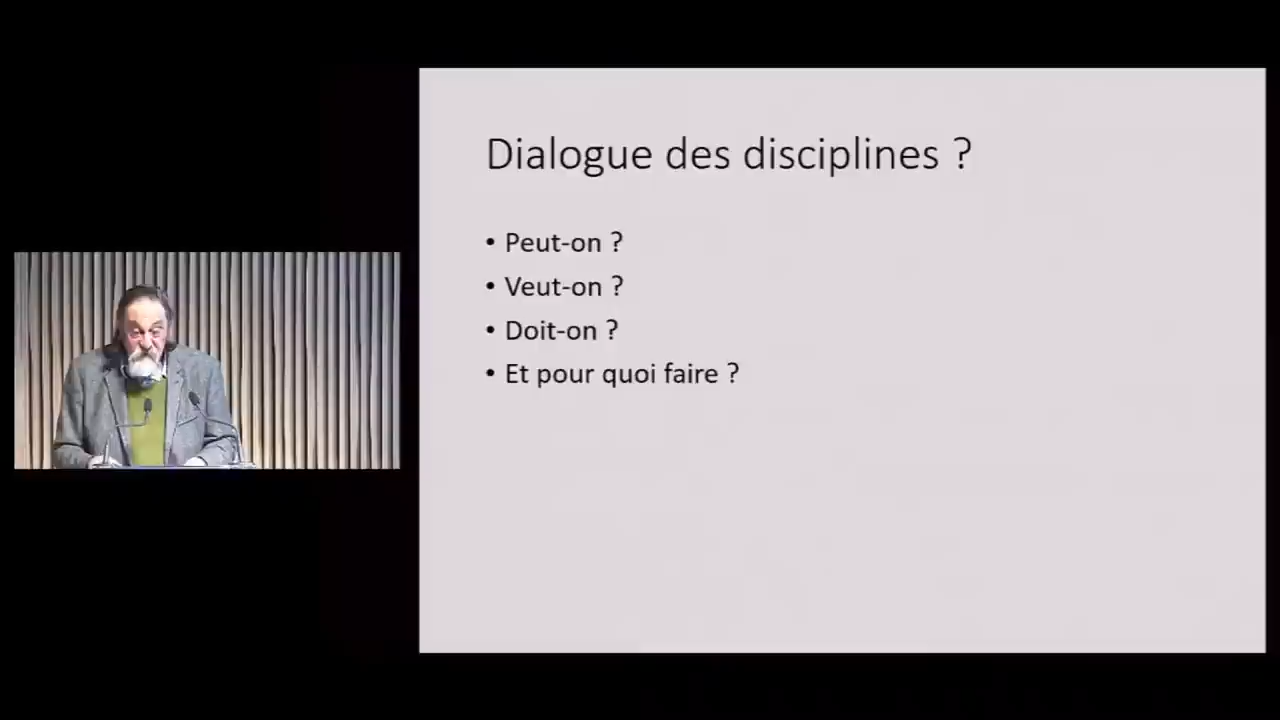 Dialogue des disciplines ?
• Peut-on ?
• Veut-on ?
• Doit-on ?
• Et pour quoi faire ?